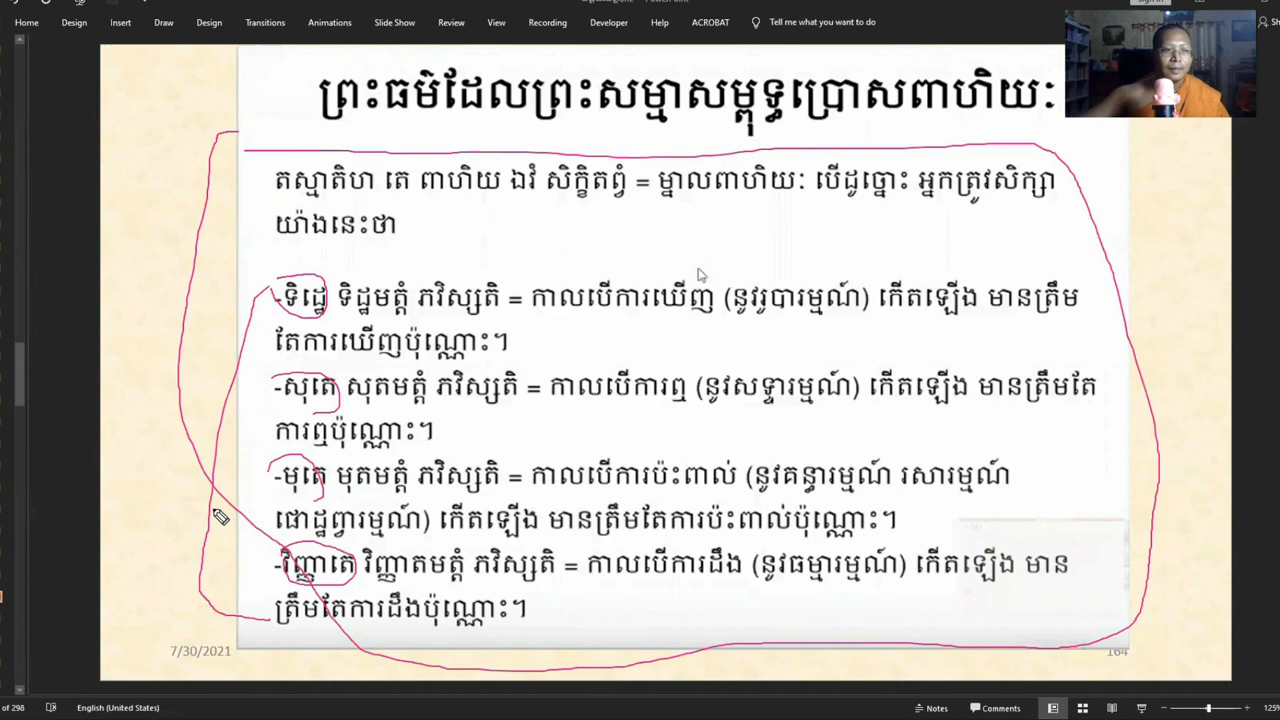 Home Design Insert Draw Design Transitions Animations Slide Show Review View Recording Developer Help ACROBAT Tell me what you want to do
ព្រះធម៌ដែលព្រះសម្មាសម្ពុទ្ធប្រោសពាហិយៈ
តស្មាតិហ តេ ពាហិយ ឯវំ សិក្ខិតព្វំ = ម្នាលពាហិយៈ បើដូច្នោះ អ្នកត្រូវសិក្សា
យ៉ាងនេះថា
-ទិដ្ឋេ ទិដ្ឋមត្តំ ភវិស្សតិ = កាលបើការឃើញ (នូវរូបារម្មណ៍) កើតឡើង មានត្រឹម
តែការឃើញប៉ុណ្ណោះ។
-សុតេ សុតមត្តំ ភវិស្សតិ = កាលបើការឮ (នូវសទ្ទារម្មណ៍) កើតឡើង មានត្រឹមតែ
ការឮប៉ុណ្ណោះ។
-មុតេ មុតមត្តំ ភវិស្សតិ = កាលបើការប៉ះពាល់ (នូវគន្ធារម្មណ៍ រសារម្មណ៍
ផោដ្ឋព្វារម្មណ៍) កើតឡើង មានត្រឹមតែការប៉ះពាល់ប៉ុណ្ណោះ។
-វិញ្ញាតេ វិញ្ញាតមត្តំ ភវិស្សតិ = កាលបើការដឹង (នូវធម្មារម្មណ៍) កើតឡើង មាន
ត្រឹមតែការដឹងប៉ុណ្ណោះ។
7/30/2021 164
of 298 English (United States) Notes Comments 125%